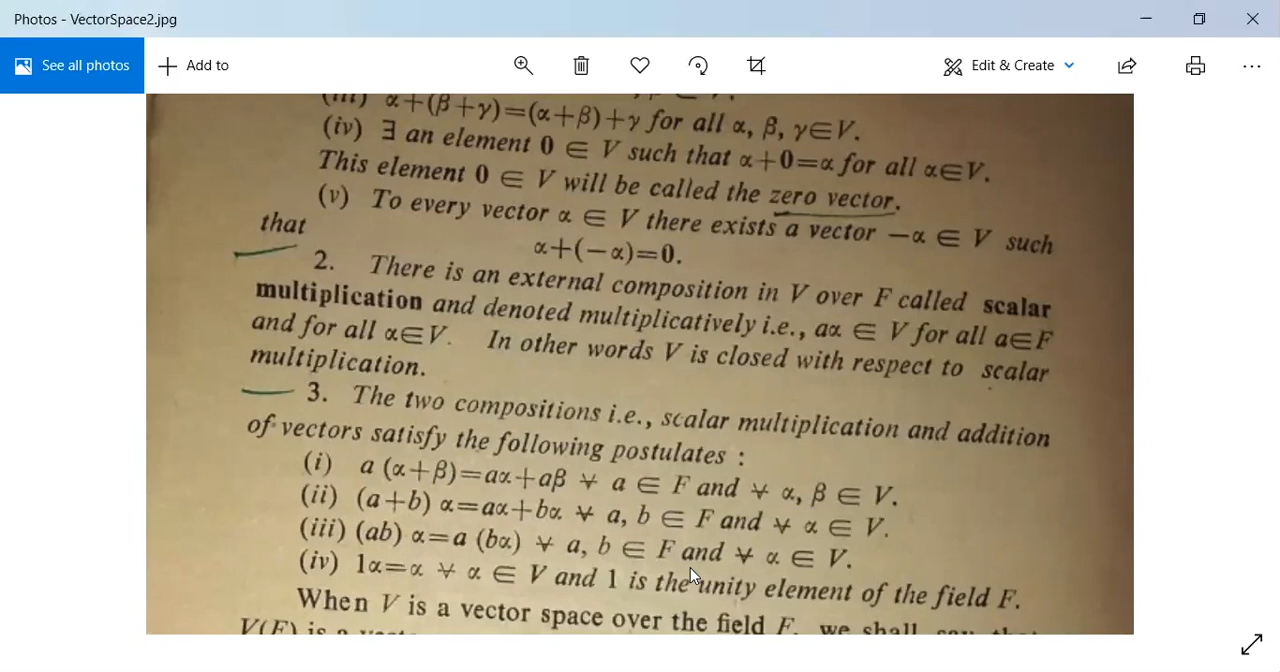 Photos - VectorSpace2.jpg
See all photos
Add to
Edit & Create
(iii) α+(β+γ)=(α+β)+γ for all α, β, γ∈V.
(iv) ∃ an element 0 ∈ V such that α+0=α for all α∈V.
This element 0 ∈ V will be called the zero vector.
(v) To every vector α ∈ V there exists a vector −α ∈ V such
that
α+(−α)=0.
2. There is an external composition in V over F called scalar
multiplication and denoted multiplicatively i.e., aα ∈ V for all a∈F
and for all α∈V. In other words V is closed with respect to scalar
multiplication.
3. The two compositions i.e., scalar multiplication and addition
of vectors satisfy the following postulates :
(i) a (α+β)=aα+aβ ∀ a ∈ F and ∀ α, β ∈ V.
(ii) (a+b) α=aα+bα ∀ a, b ∈ F and ∀ α ∈ V.
(iii) (ab) α=a (bα) ∀ a, b ∈ F and ∀ α ∈ V.
(iv) 1α=α ∀ α ∈ V and 1 is the unity element of the field F.
When V is a vector space over the field F, we shall say that
V(F) is a